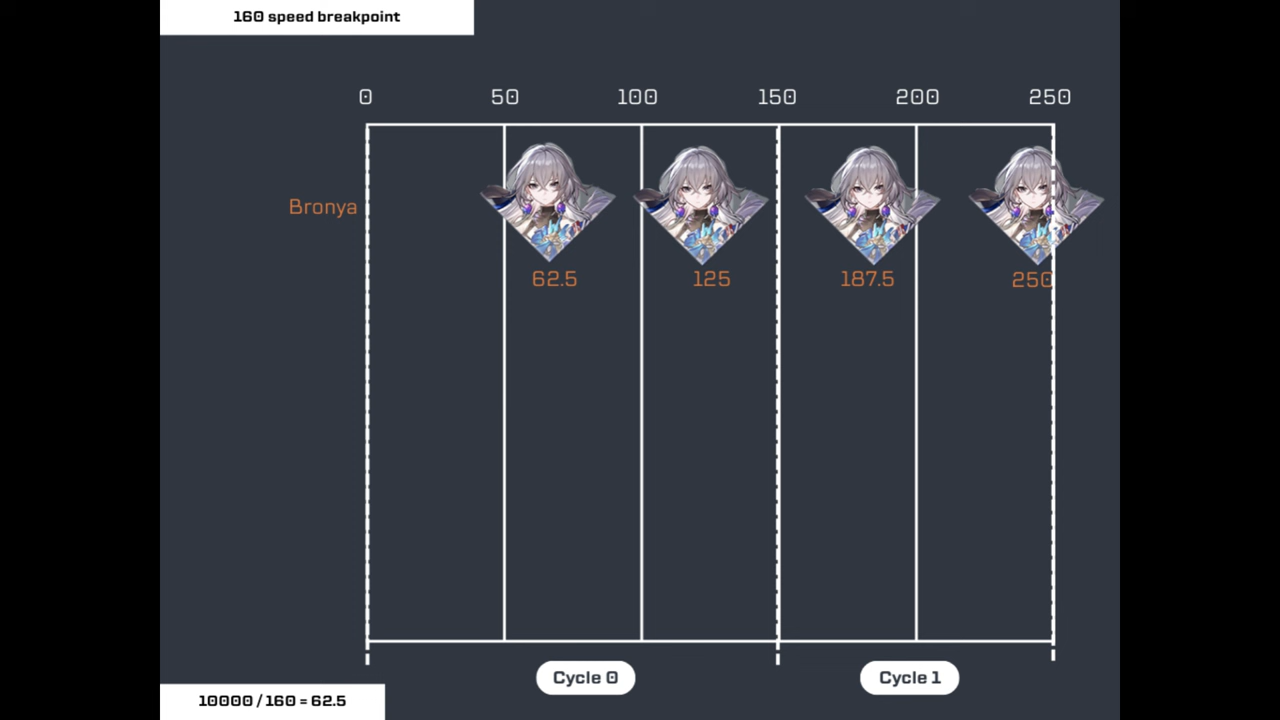 160 speed breakpoint
0 50 100 150 200 250
Bronya
62.5 125 187.5 250
Cycle 0 Cycle 1
10000 / 160 = 62.5